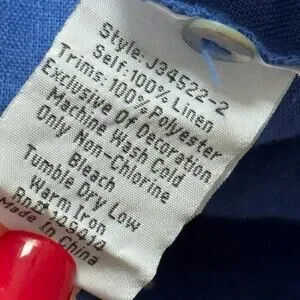 Style: J34522-2
Self: 100% Linen
Trims: 100% Polyester
Exclusive Of Decoration
Machine Wash Cold
Only Non-Chlorine
Bleach
Tumble Dry Low
Warm Iron
Made In China